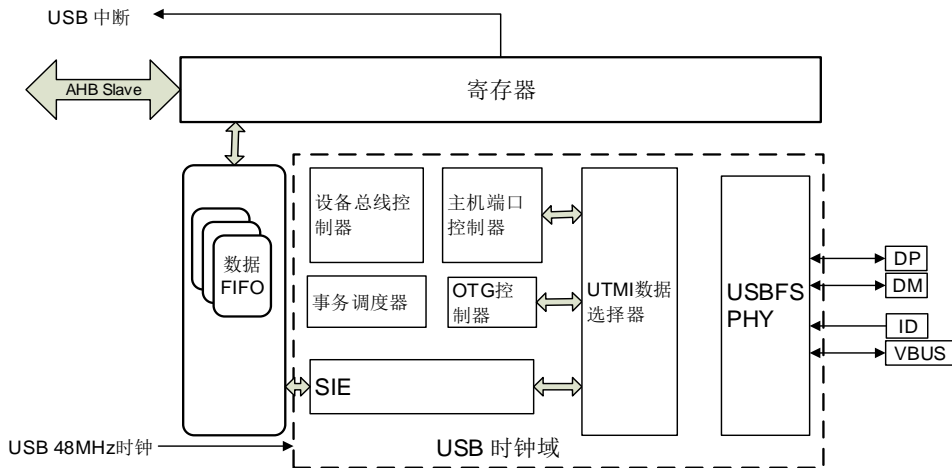 USB 中断
AHB Slave
寄存器
设备总线控
制器
主机端口
控制器
数据
FIFO
事务调度器
OTG控
制器
UTMI数据
选择器
USBFS
PHY
DP
DM
ID
VBUS
SIE
USB 48MHz时钟
USB 时钟域